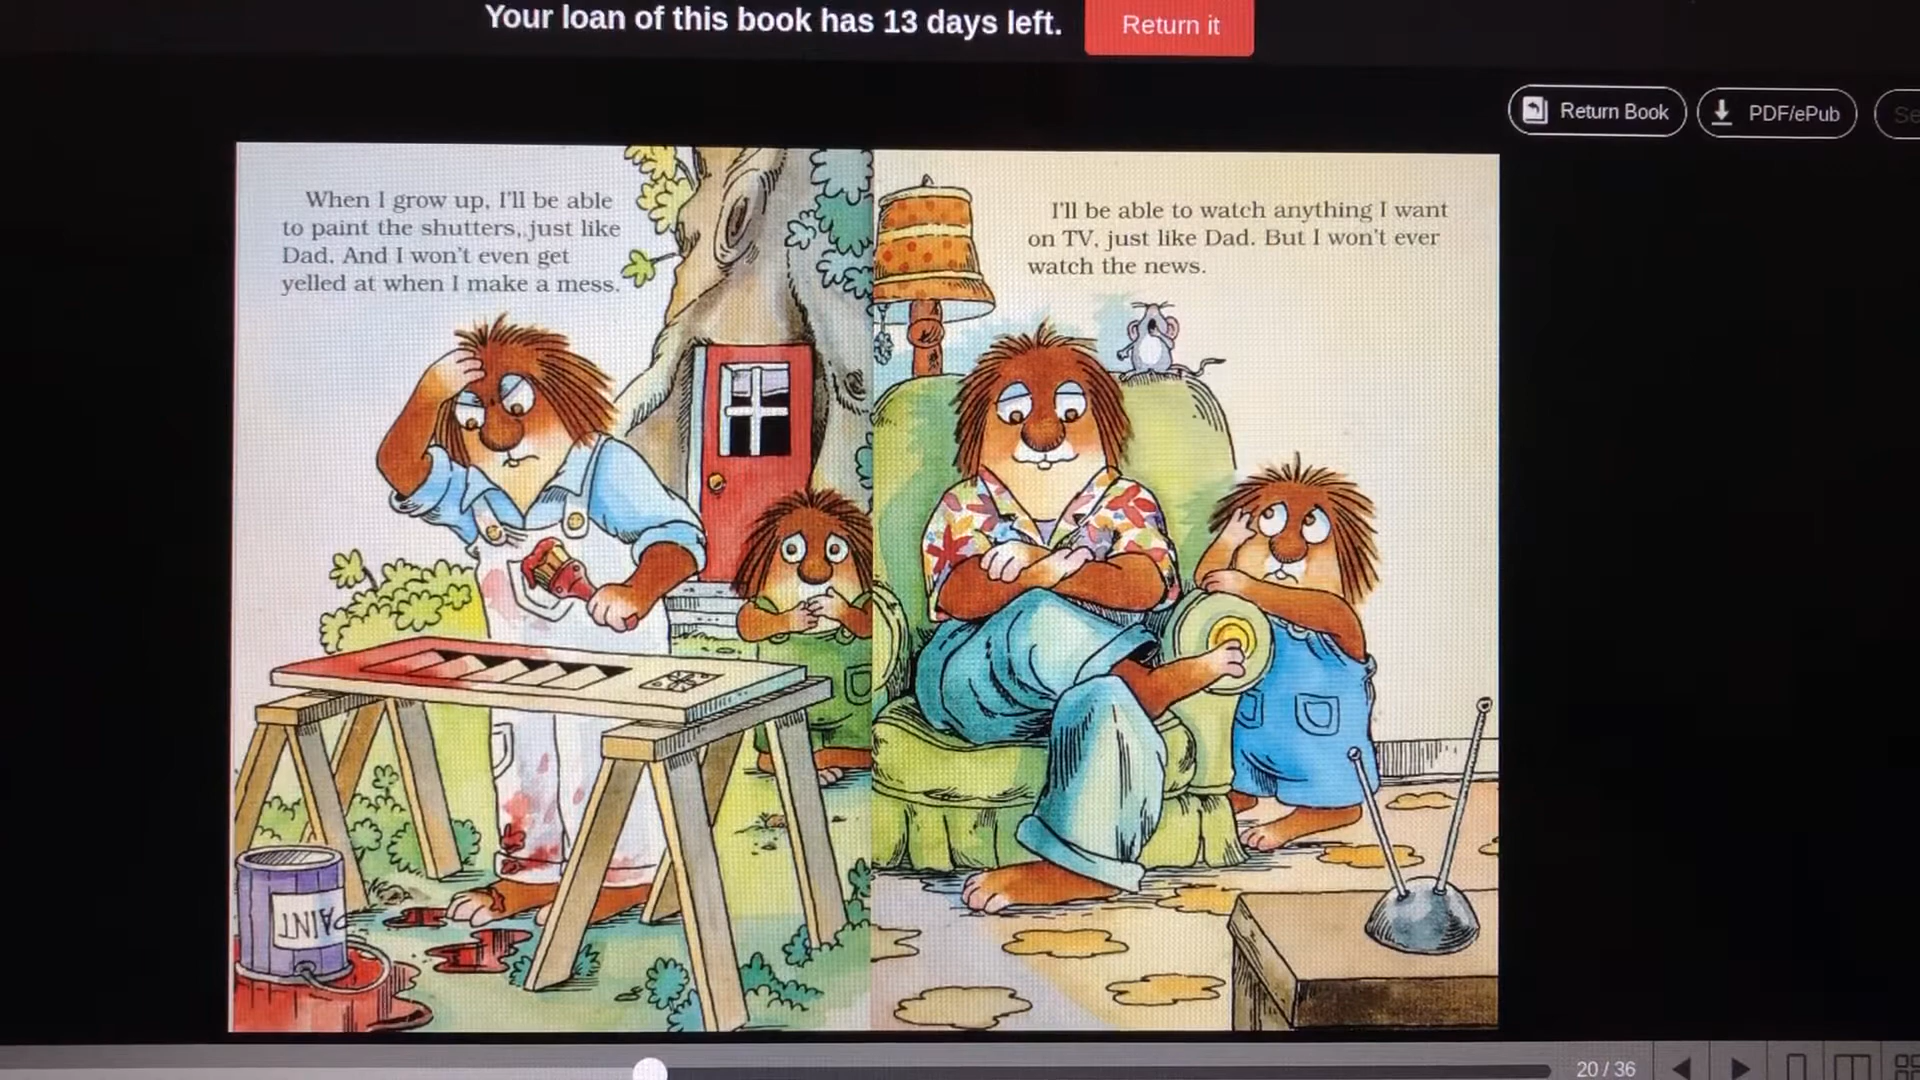 Your loan of this book has 13 days left.
Return it
Return Book
PDF/ePub
When I grow up, I'll be able
to paint the shutters, just like
Dad. And I won't even get
yelled at when I make a mess.
I'll be able to watch anything I want
on TV, just like Dad. But I won't ever
watch the news.
PAINT
20 / 36